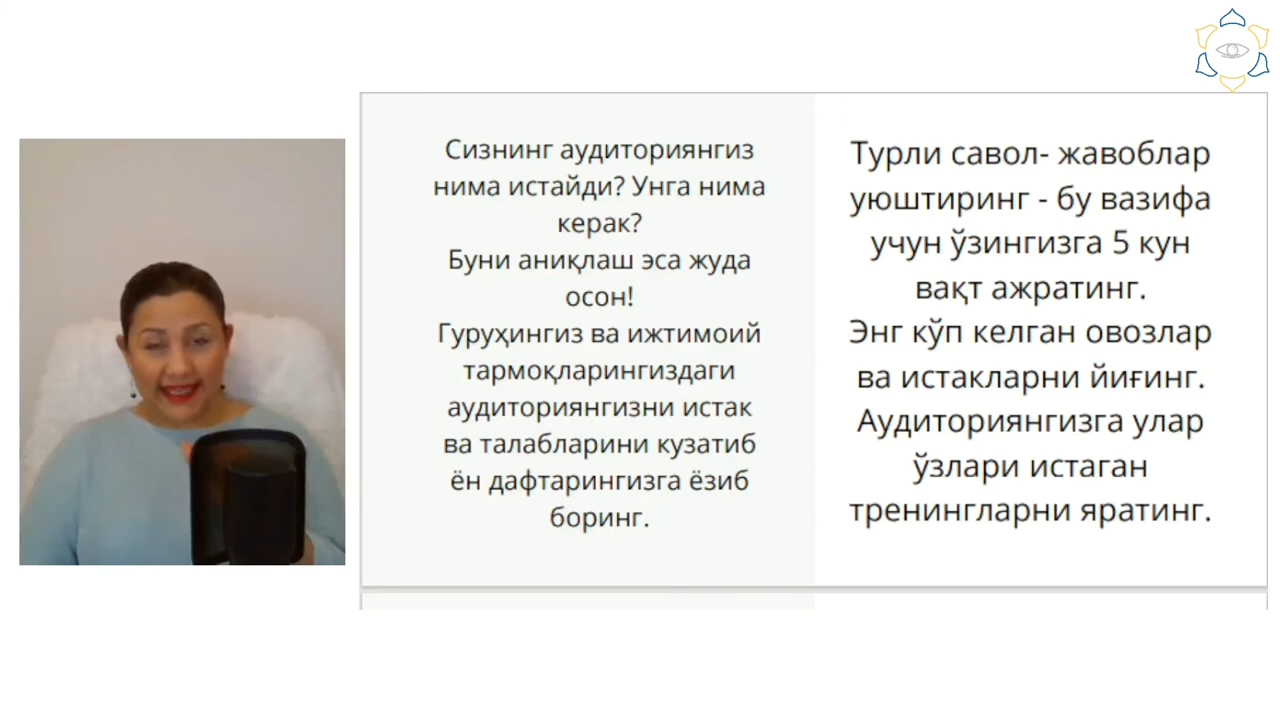 Сизнинг аудиториянгиз
нима истайди? Унга нима
керак?
Буни аниқлаш эса жуда
осон!
Гуруҳингиз ва ижтимоий
тармоқларингиздаги
аудиториянгизни истак
ва талабларини кузатиб
ён дафтарингизга ёзиб
боринг.
Турли савол- жавоблар
уюштиринг - бу вазифа
учун ўзингизга 5 кун
вақт ажратинг.
Энг кўп келган овозлар
ва истакларни йиғинг.
Аудиториянгизга улар
ўзлари истаган
тренингларни яратинг.